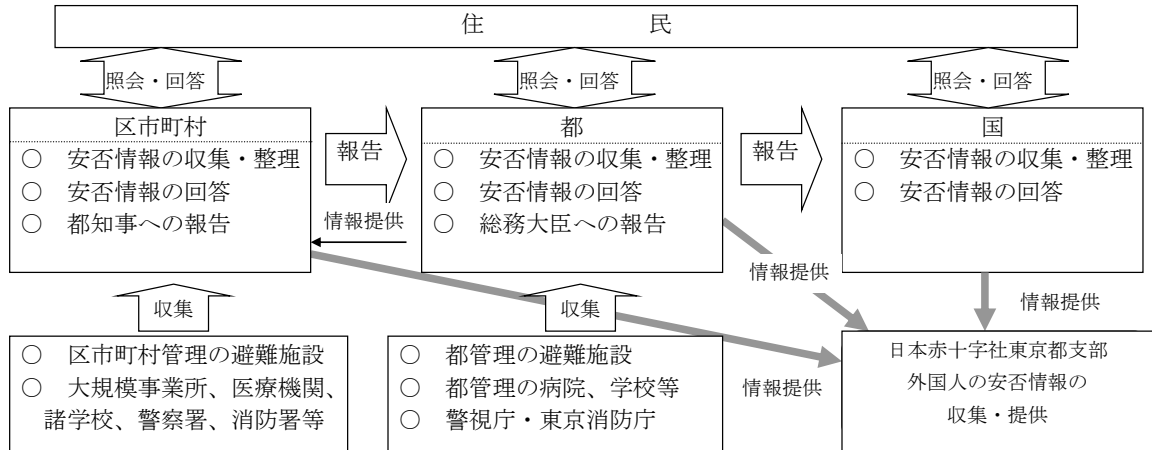 住　　　　　民
照会・回答
照会・回答
照会・回答
区市町村
○　安否情報の収集・整理
○　安否情報の回答
○　都知事への報告
報告
情報提供
都
○　安否情報の収集・整理
○　安否情報の回答
○　総務大臣への報告
報告
情報提供
国
○　安否情報の収集・整理
○　安否情報の回答
情報提供
収集
収集
○　区市町村管理の避難施設
○　大規模事業所、医療機関、
諸学校、警察署、消防署等
○　都管理の避難施設
○　都管理の病院、学校等
○　警視庁・東京消防庁
情報提供
日本赤十字社東京都支部
外国人の安否情報の
収集・提供